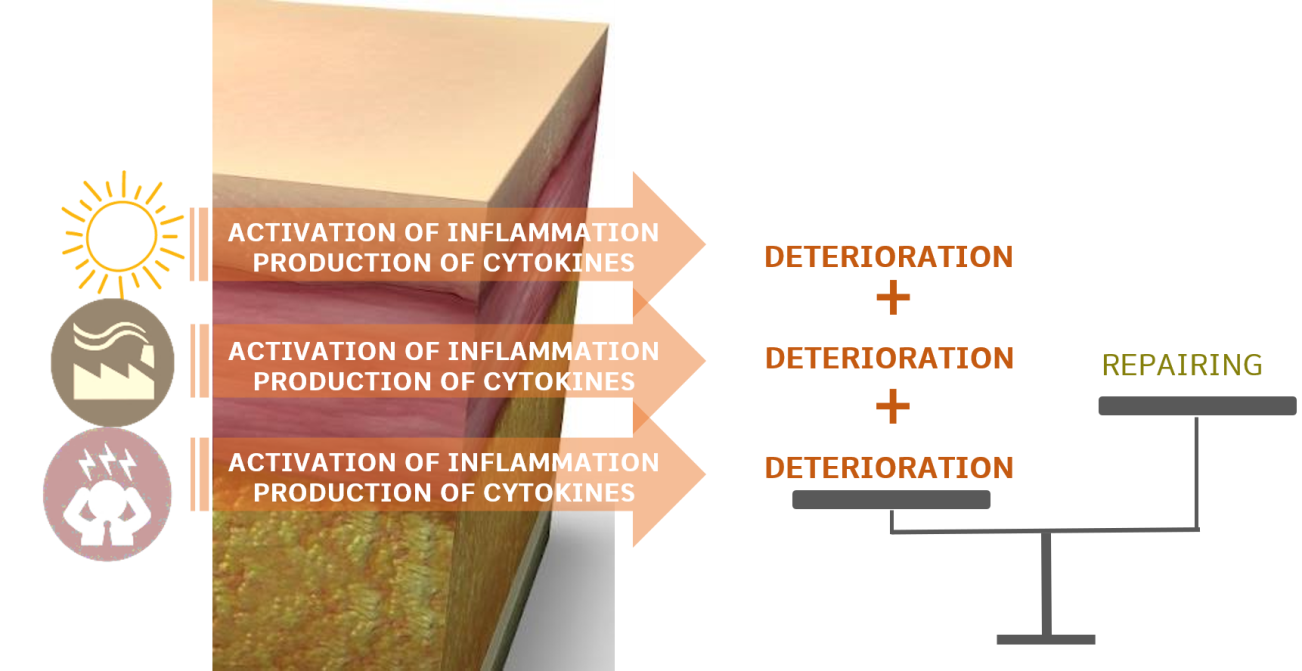 ACTIVATION OF INFLAMMATION
PRODUCTION OF CYTOKINES
ACTIVATION OF INFLAMMATION
PRODUCTION OF CYTOKINES
ACTIVATION OF INFLAMMATION
PRODUCTION OF CYTOKINES
DETERIORATION
+
DETERIORATION
+
DETERIORATION
REPAIRING